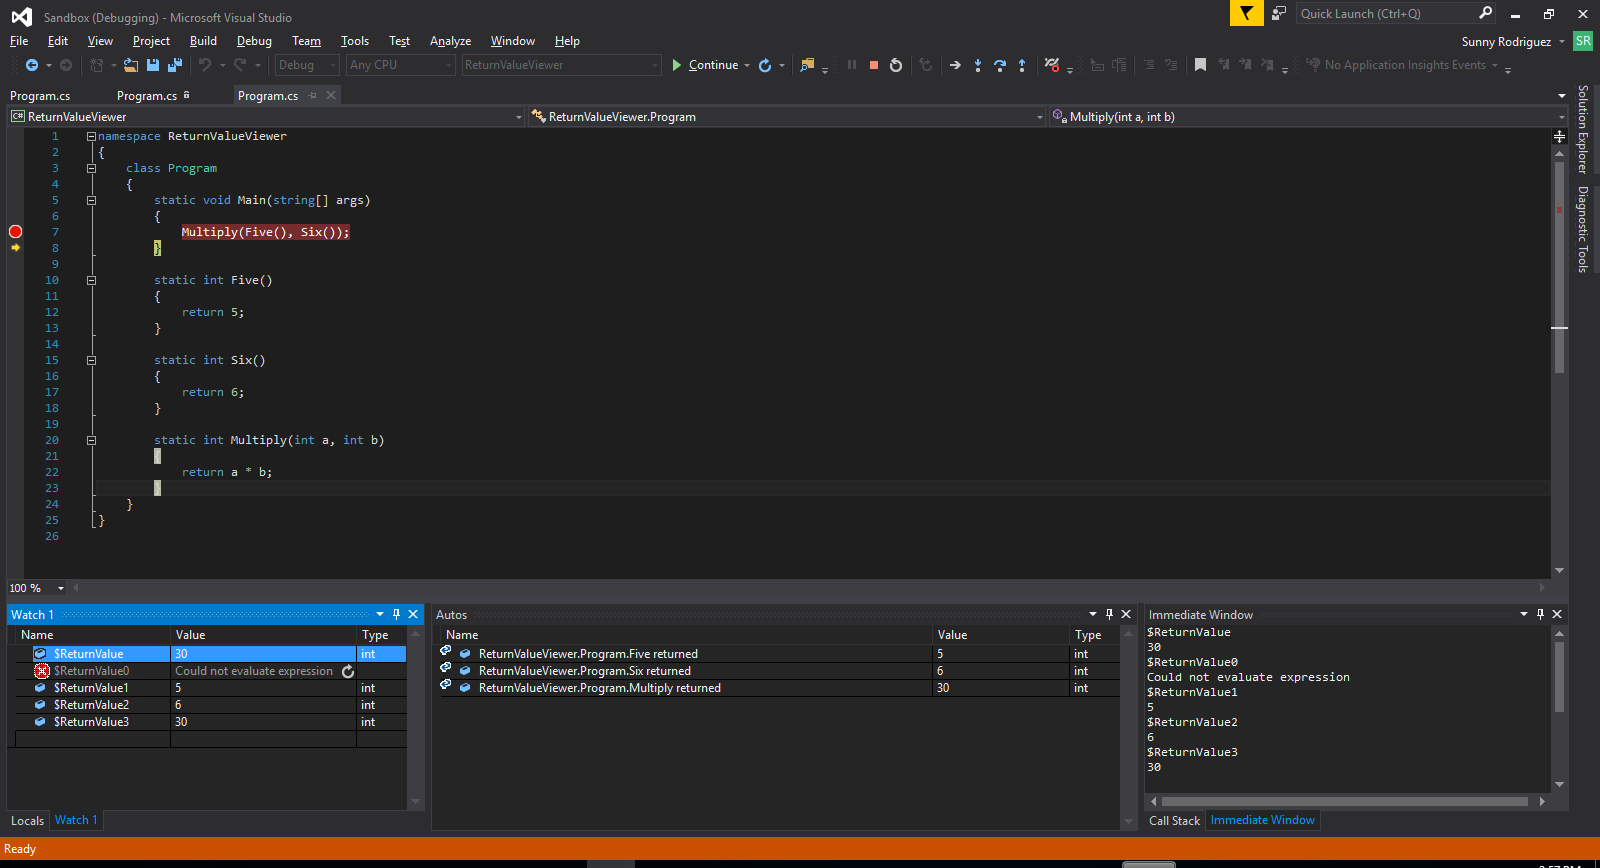 Sandbox (Debugging) - Microsoft Visual Studio
Quick Launch (Ctrl+Q)
File Edit View Project Build Debug Team Tools Test Analyze Window Help
Sunny Rodriguez SR
Debug Any CPU ReturnValueViewer Continue No Application Insights Events
Program.cs Program.cs Program.cs
C# ReturnValueViewer ReturnValueViewer.Program Multiply(int a, int b)
1 namespace ReturnValueViewer
2 {
3 class Program
4 {
5 static void Main(string[] args)
6 {
7 Multiply(Five(), Six());
8 }
9
10 static int Five()
11 {
12 return 5;
13 }
14
15 static int Six()
16 {
17 return 6;
18 }
19
20 static int Multiply(int a, int b)
21 {
22 return a * b;
23 }
24 }
25 }
26
100 %
Solution Explorer
Diagnostic Tools
Watch 1
Name Value Type
$ReturnValue 30 int
$ReturnValue0 Could not evaluate expression
$ReturnValue1 5 int
$ReturnValue2 6 int
$ReturnValue3 30 int
Locals Watch 1
Autos
Name Value Type
ReturnValueViewer.Program.Five returned 5 int
ReturnValueViewer.Program.Six returned 6 int
ReturnValueViewer.Program.Multiply returned 30 int
Immediate Window
$ReturnValue
30
$ReturnValue0
Could not evaluate expression
$ReturnValue1
5
$ReturnValue2
6
$ReturnValue3
30
Call Stack Immediate Window
Ready